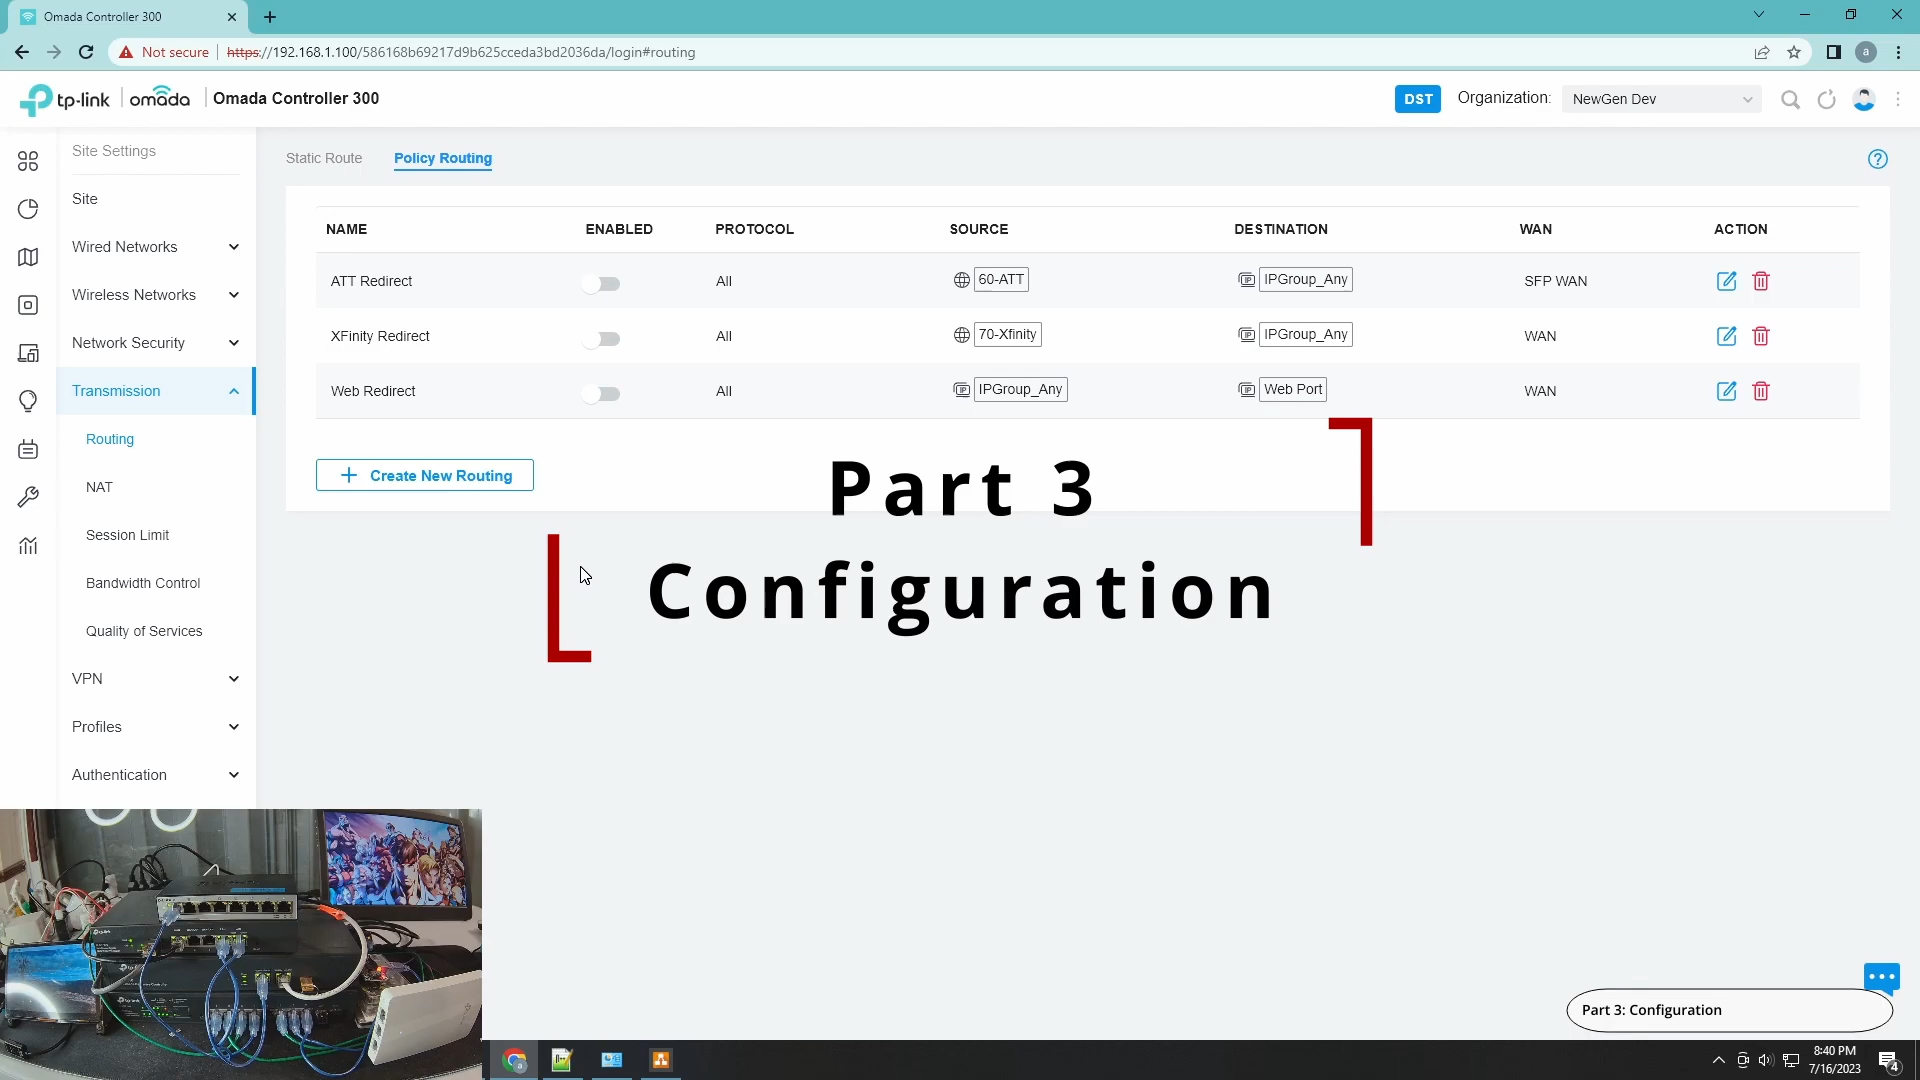 Omada Controller 300
Not secure
https://192.168.1.100/586168b69217d9b625cceda3bd2036da/login#routing
tp-link omada Omada Controller 300
DST Organization: NewGen Dev
Site Settings
Site
Wired Networks
Wireless Networks
Network Security
Transmission
Routing
NAT
Session Limit
Bandwidth Control
Quality of Services
VPN
Profiles
Authentication
Static Route Policy Routing
NAME ENABLED PROTOCOL SOURCE DESTINATION WAN ACTION
ATT Redirect All 60-ATT IPGroup_Any SFP WAN
XFinity Redirect All 70-Xfinity IPGroup_Any WAN
Web Redirect All IPGroup_Any Web Port WAN
Create New Routing
Part 3
Configuration
Part 3: Configuration
8:40 PM
7/16/2023
4